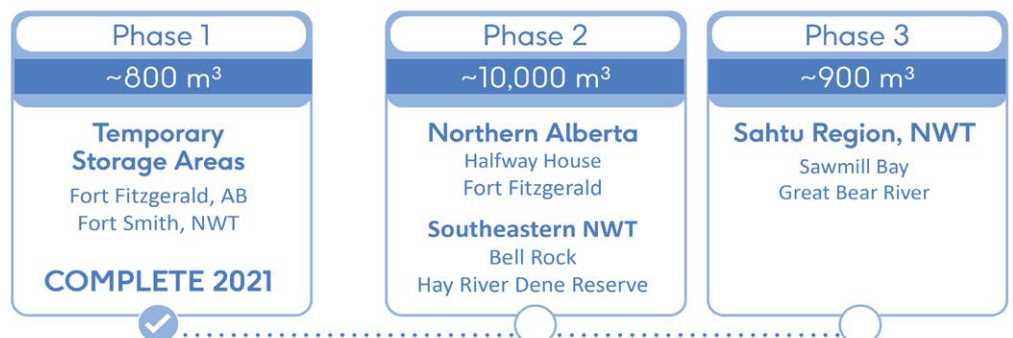 Phase 1
~800 m³
Temporary
Storage Areas
Fort Fitzgerald, AB
Fort Smith, NWT
COMPLETE 2021
Phase 2
~10,000 m³
Northern Alberta
Halfway House
Fort Fitzgerald
Southeastern NWT
Bell Rock
Hay River Dene Reserve
Phase 3
~900 m³
Sahtu Region, NWT
Sawmill Bay
Great Bear River